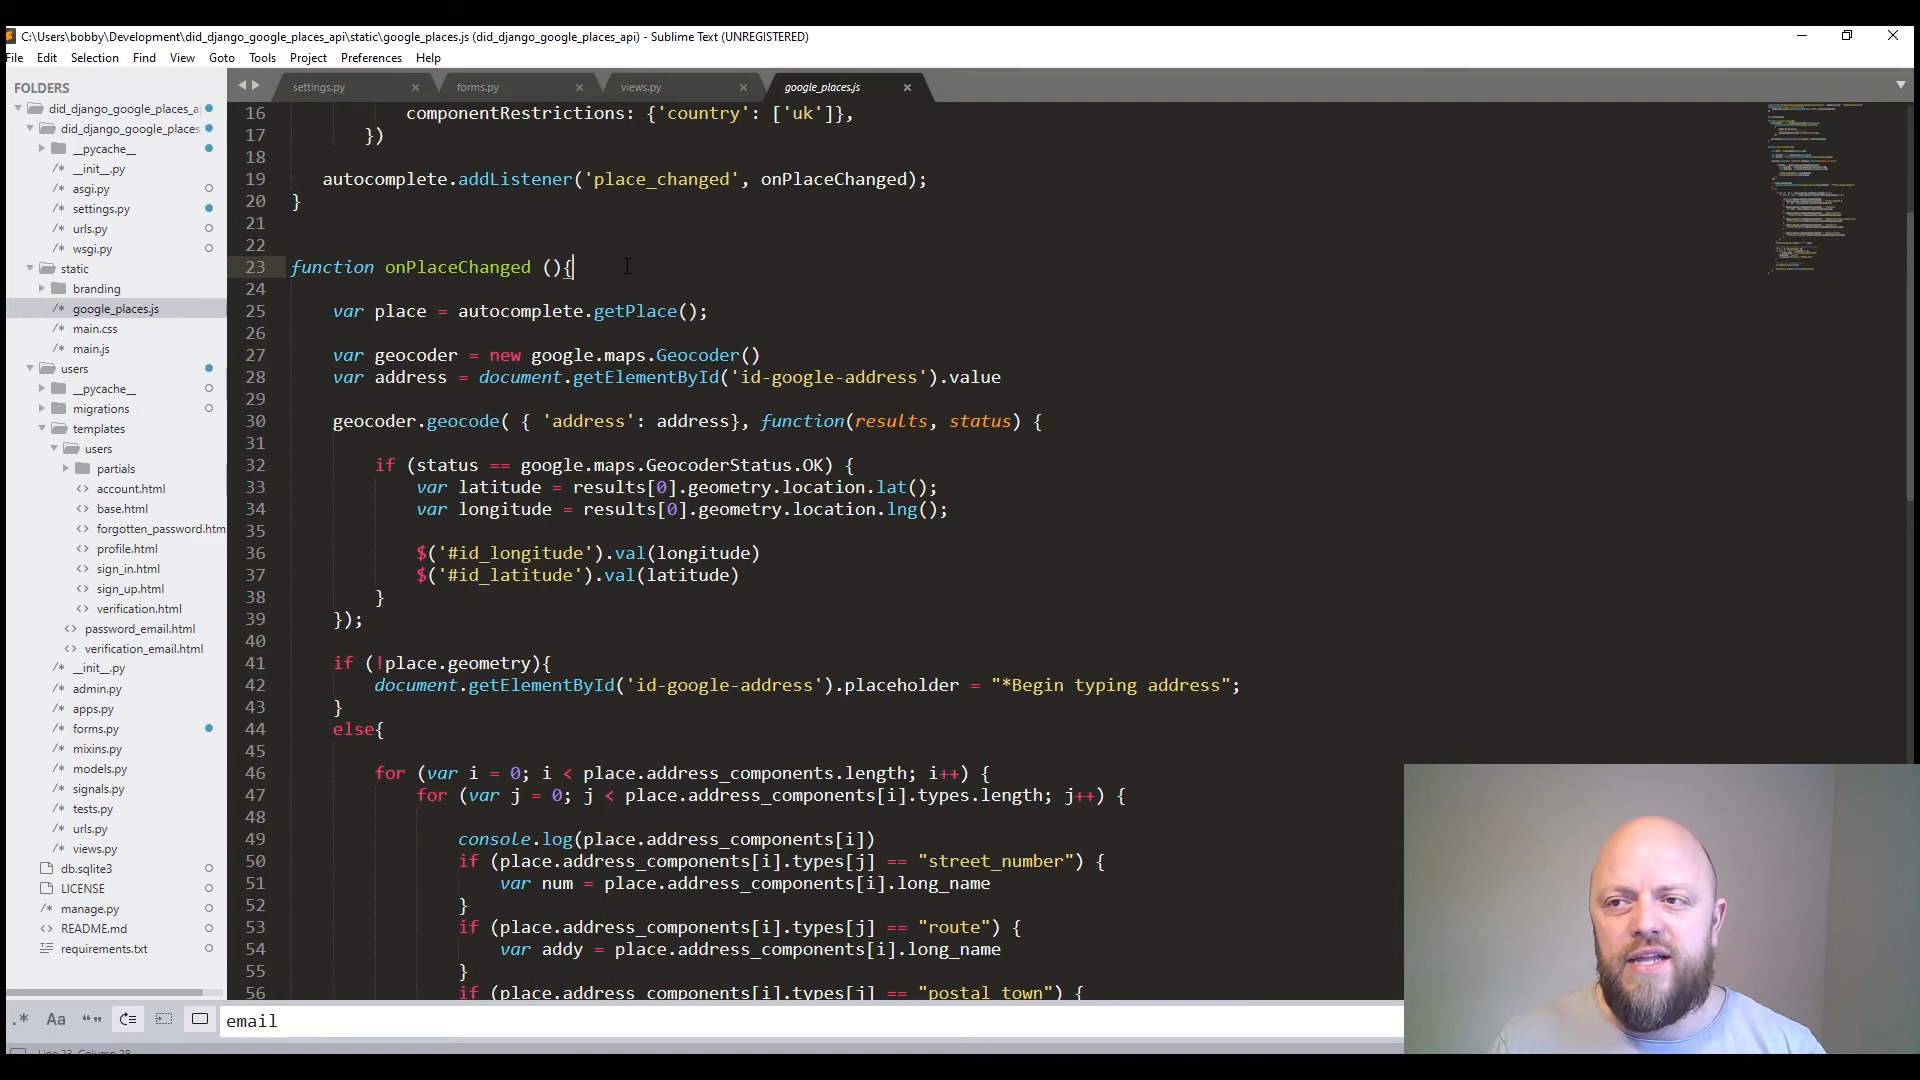 C:\Users\bobby\Development\did_django_google_places_api\static\google_places.js (did_django_google_places_api) - Sublime Text (UNREGISTERED)
File Edit Selection Find View Goto Tools Project Preferences Help
FOLDERS
did_django_google_places_a
did_django_google_places
__pycache__
__init__.py
asgi.py
settings.py
urls.py
wsgi.py
static
branding
google_places.js
main.css
main.js
users
__pycache__
migrations
templates
users
partials
account.html
base.html
forgotten_password.htm
profile.html
sign_in.html
sign_up.html
verification.html
password_email.html
verification_email.html
__init__.py
admin.py
apps.py
forms.py
mixins.py
models.py
signals.py
tests.py
urls.py
views.py
db.sqlite3
LICENSE
manage.py
README.md
requirements.txt
settings.py forms.py views.py google_places.js
16 componentRestrictions: {'country': ['uk']},
17 })
18
19 autocomplete.addListener('place_changed', onPlaceChanged);
20 }
21
22
23 function onPlaceChanged (){
24
25 var place = autocomplete.getPlace();
26
27 var geocoder = new google.maps.Geocoder()
28 var address = document.getElementById('id-google-address').value
29
30 geocoder.geocode( { 'address': address}, function(results, status) {
31
32 if (status == google.maps.GeocoderStatus.OK) {
33 var latitude = results[0].geometry.location.lat();
34 var longitude = results[0].geometry.location.lng();
35
36 $('#id_longitude').val(longitude)
37 $('#id_latitude').val(latitude)
38 }
39 });
40
41 if (!place.geometry){
42 document.getElementById('id-google-address').placeholder = "*Begin typing address";
43 }
44 else{
45
46 for (var i = 0; i < place.address_components.length; i++) {
47 for (var j = 0; j < place.address_components[i].types.length; j++) {
48
49 console.log(place.address_components[i])
50 if (place.address_components[i].types[j] == "street_number") {
51 var num = place.address_components[i].long_name
52 }
53 if (place.address_components[i].types[j] == "route") {
54 var addy = place.address_components[i].long_name
55 }
56 if (place.address_components[i].types[j] == "postal_town") {
.* Aa “” email
Line 23, Column 28